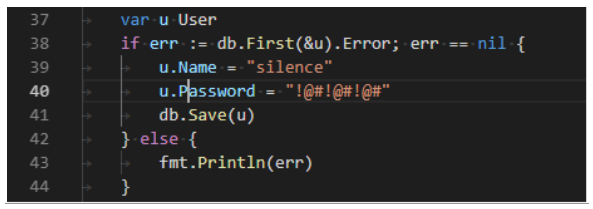 37 var u User
38 if err := db.First(&u).Error; err == nil {
39 u.Name = "silence"
40 u.Password = "!@#!@#!@#"
41 db.Save(u)
42 } else {
43 fmt.Println(err)
44 }